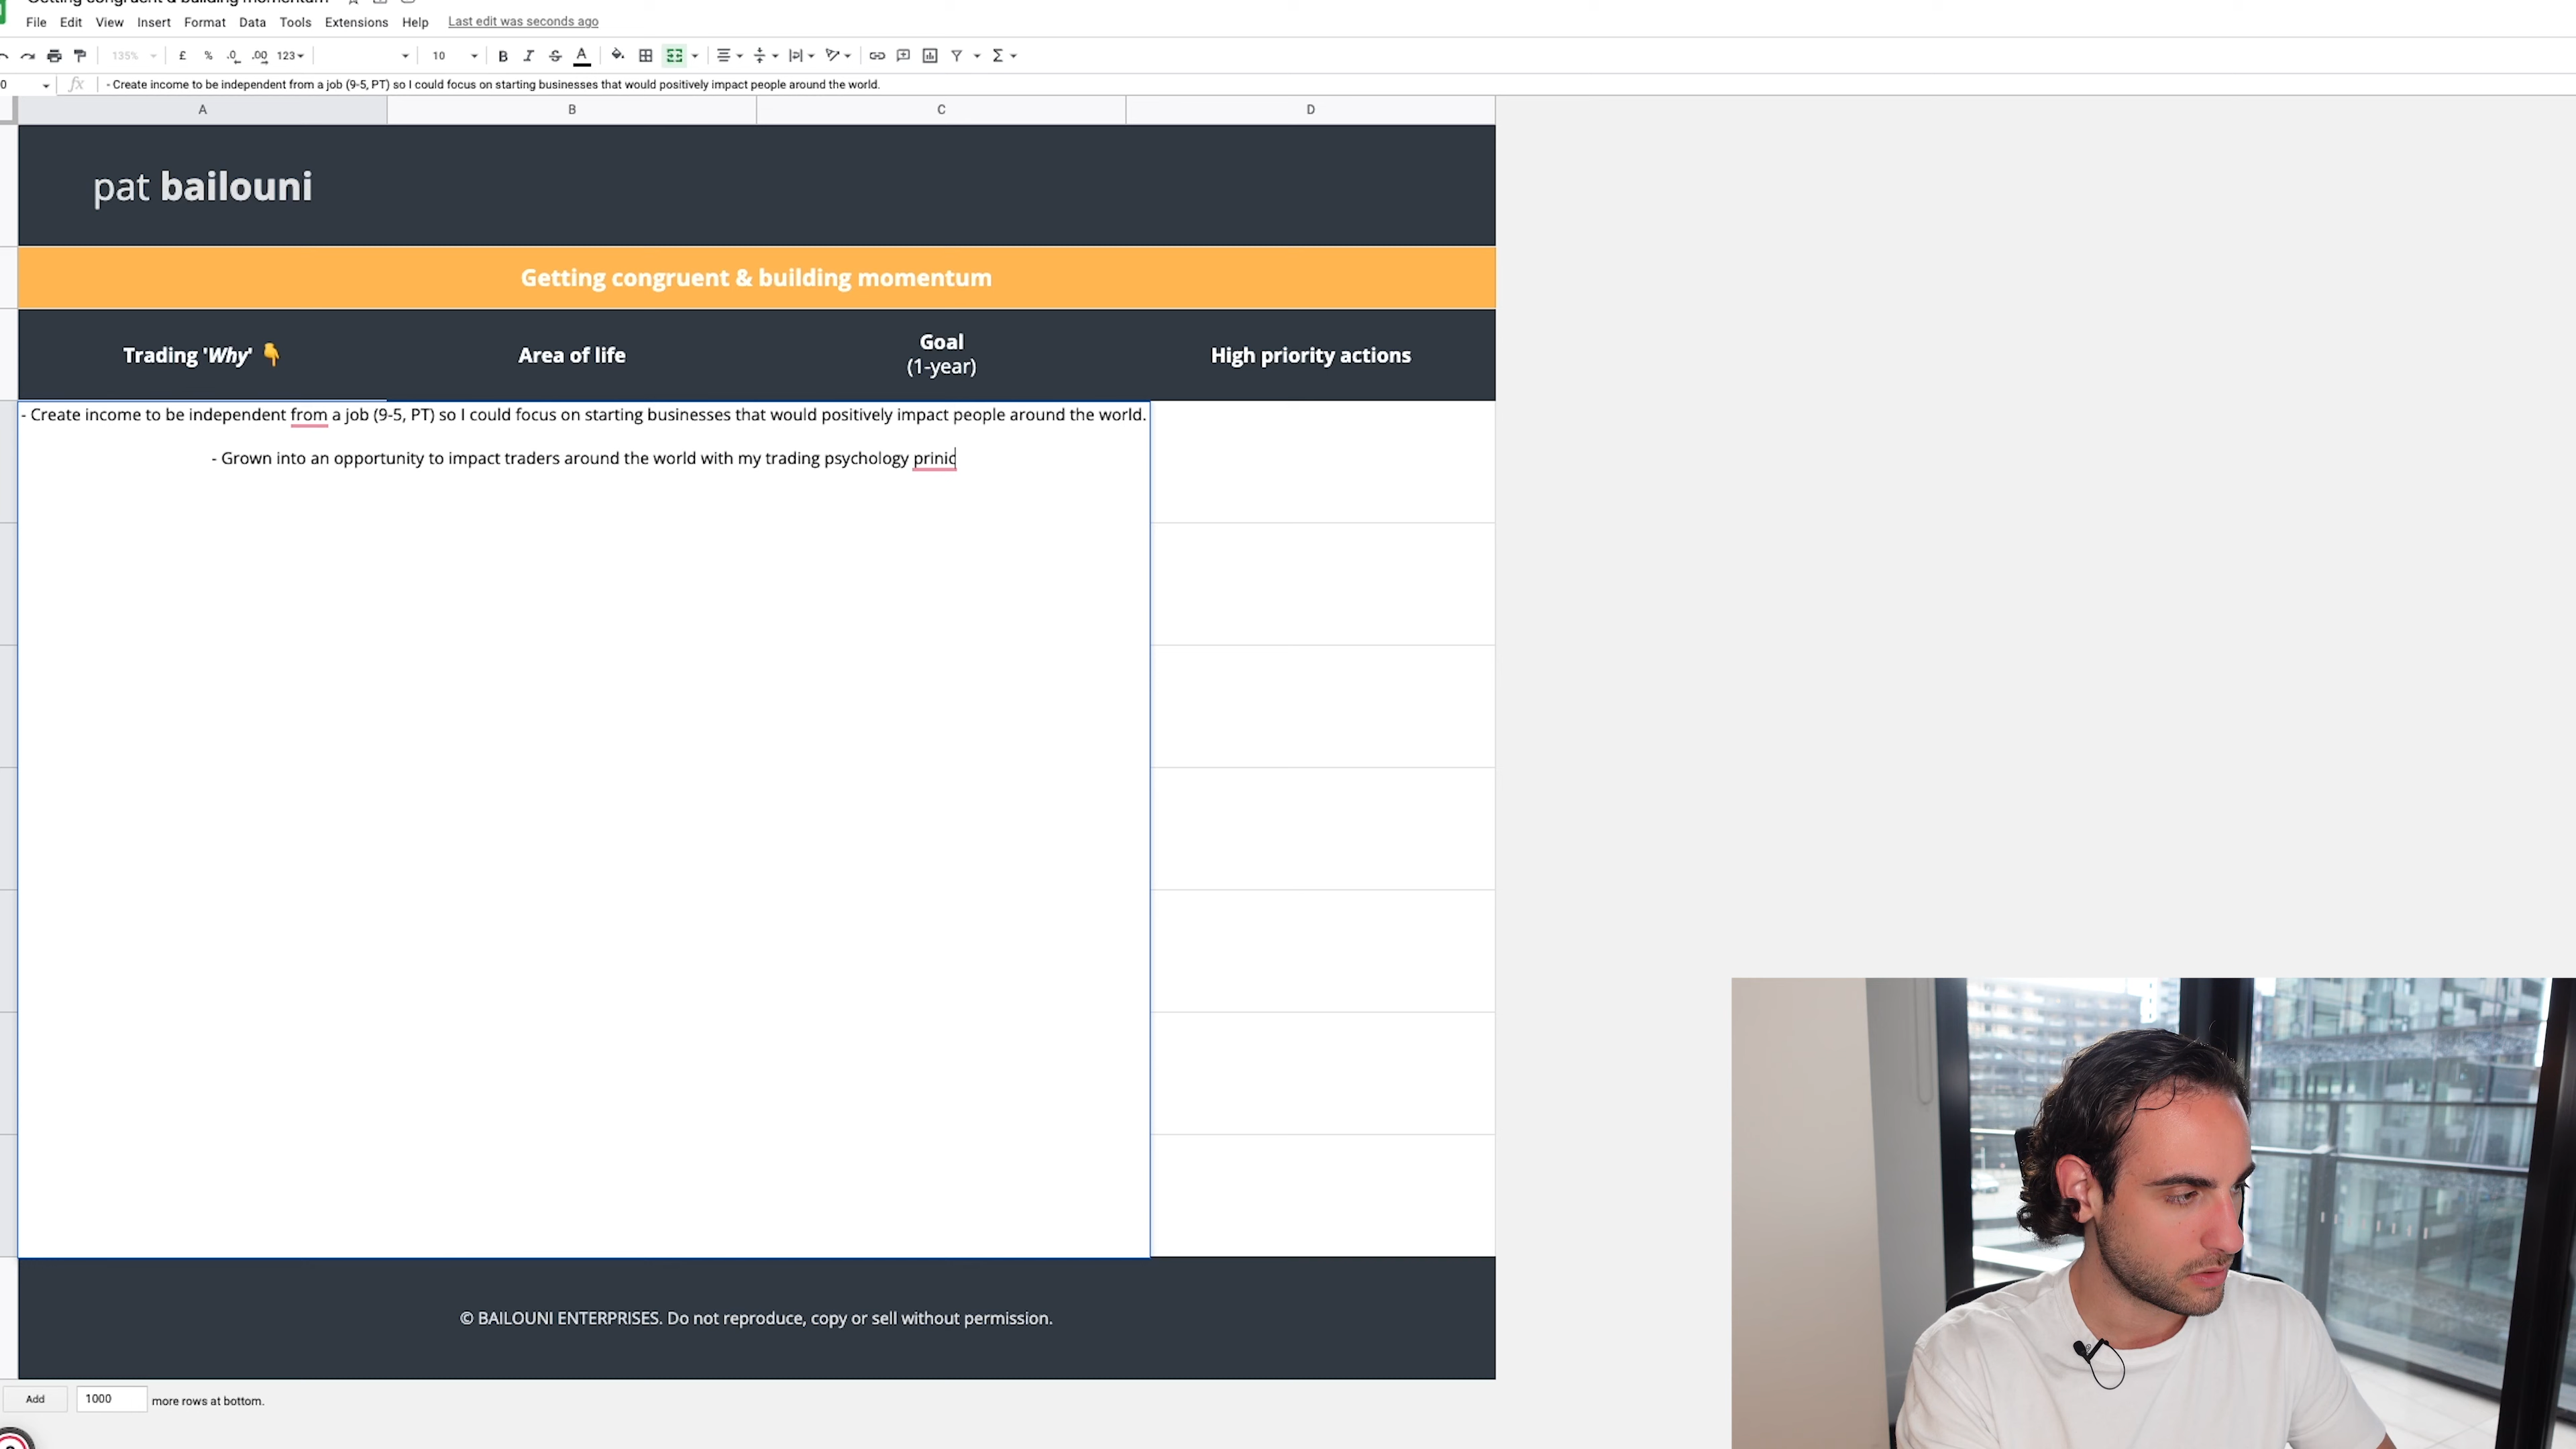 File Edit View Insert Format Data Tools Extensions Help Last edit was seconds ago
135% £ % .0 .00 123 10 B I S A
0 fx - Create income to be independent from a job (9-5, PT) so I could focus on starting businesses that would positively impact people around the world.
A B C D
pat bailouni
Getting congruent & building momentum
Trading 'Why' 👇 Area of life Goal (1-year) High priority actions
- Create income to be independent from a job (9-5, PT) so I could focus on starting businesses that would positively impact people around the world.
- Grown into an opportunity to impact traders around the world with my trading psychology prinic
© BAILOUNI ENTERPRISES. Do not reproduce, copy or sell without permission.
Add 1000 more rows at bottom.